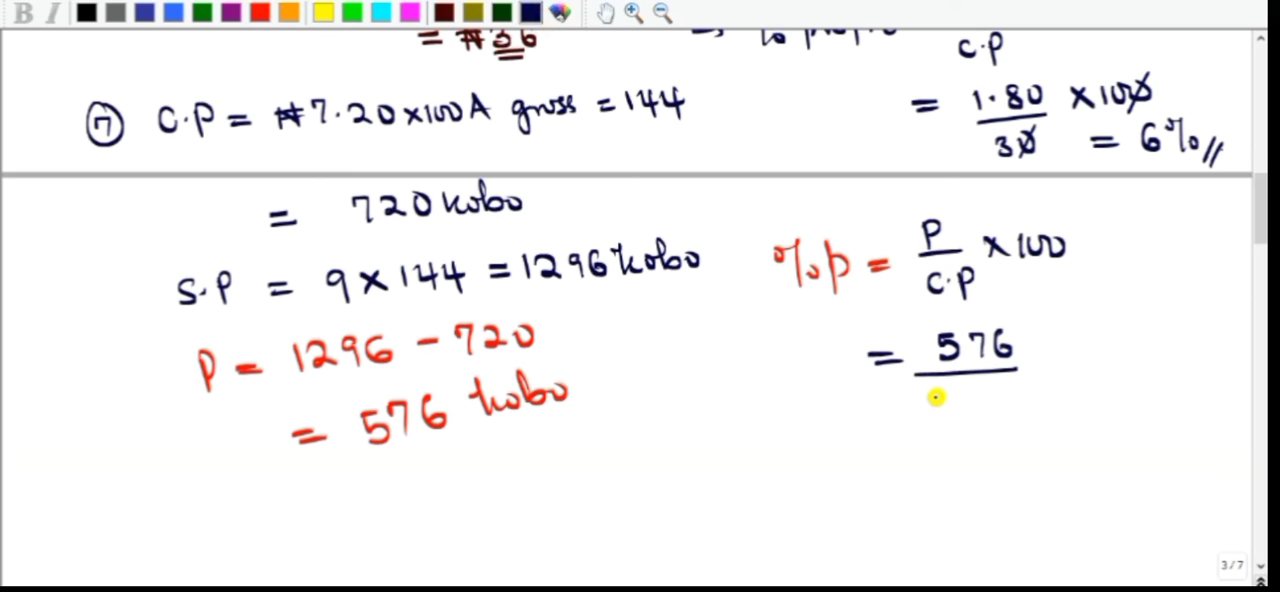 B I
= ₦36
C.P
⑦ C.P = ₦7.20×100 A gross = 144
= 1.80/30 × 100
= 6%//
= 720 kobo
S.P = 9 × 144 = 1296 kobo
%p = P/C.P × 100
P = 1296 - 720
= 576
= 576 kobo
3/7